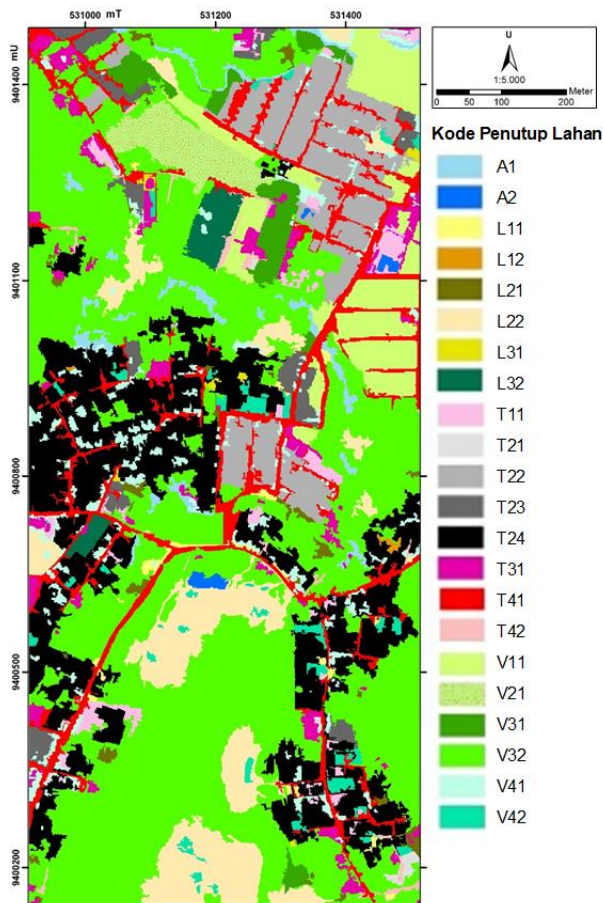 531000 mT 531200 531400
9401400 mU
9401100
9400800
9400500
9400200
U
1:5.000
Meter
0 50 100 200
Kode Penutup Lahan
A1
A2
L11
L12
L21
L22
L31
L32
T11
T21
T22
T23
T24
T31
T41
T42
V11
V21
V31
V32
V41
V42